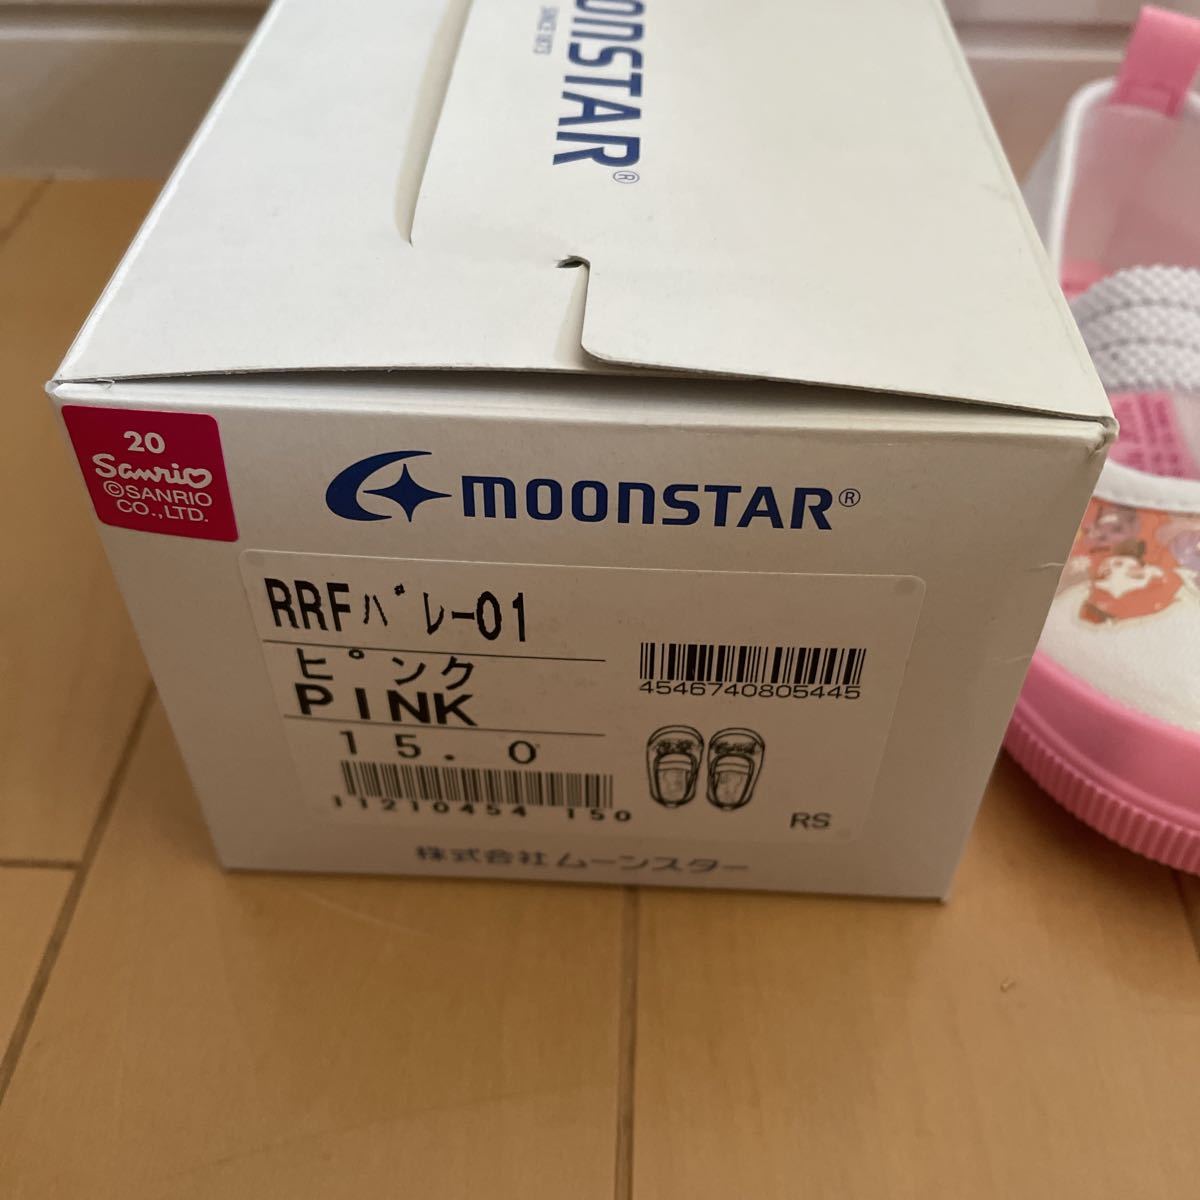 MOONSTAR®
SINCE 1873
20
Sanrio
©SANRIO
CO.,LTD.
MOONSTAR®
RRFバレー01
ピンク
PINK
15.0
11210454 150
4546740805445
RS
株式会社ムーンスター